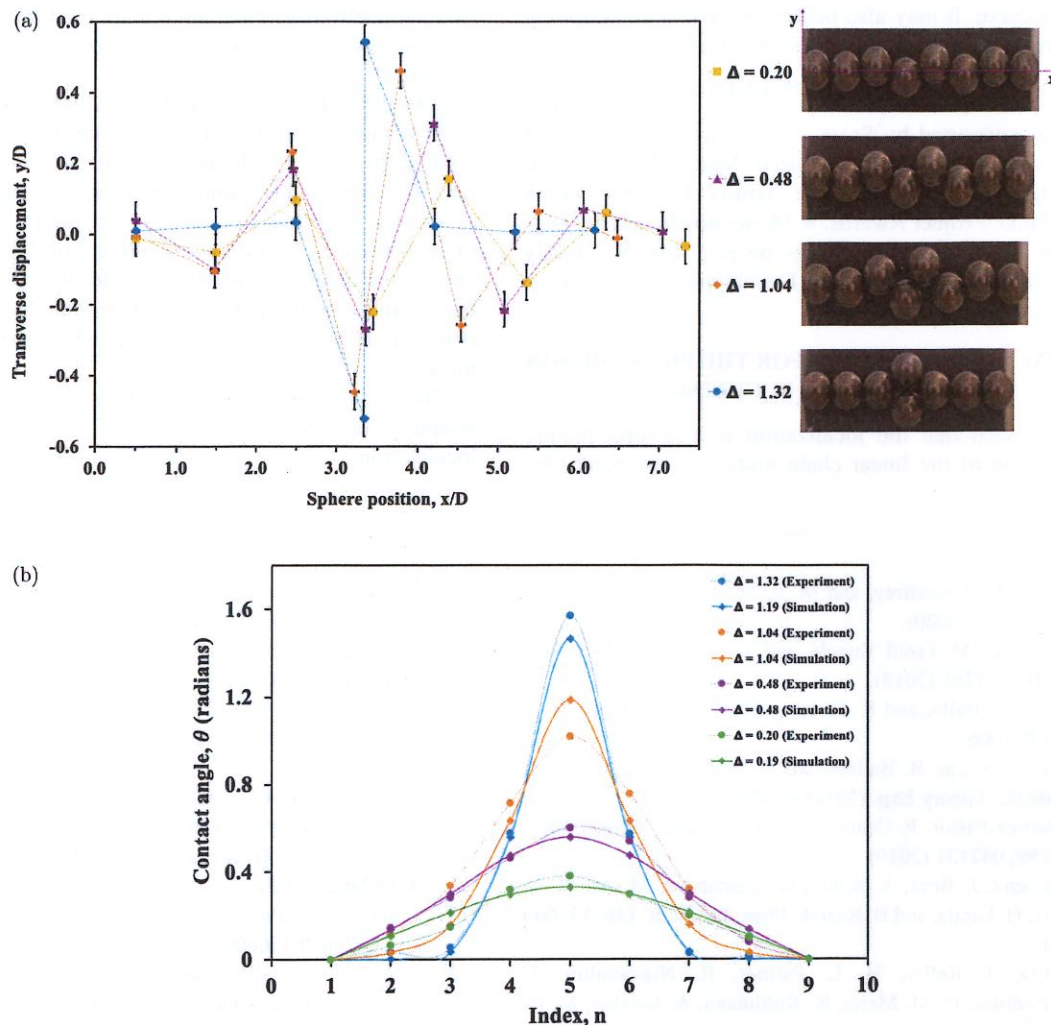 (a)
0.6
0.4
0.2
0.0
-0.2
-0.4
-0.6
Transverse displacement, y/D
0.0 1.0 2.0 3.0 4.0 5.0 6.0 7.0
Sphere position, x/D
Δ = 0.20
Δ = 0.48
Δ = 1.04
Δ = 1.32
y
x
(b)
1.6
1.2
0.8
0.4
0
Contact angle, θ (radians)
Δ = 1.32 (Experiment)
Δ = 1.19 (Simulation)
Δ = 1.04 (Experiment)
Δ = 1.04 (Simulation)
Δ = 0.48 (Experiment)
Δ = 0.48 (Simulation)
Δ = 0.20 (Experiment)
Δ = 0.19 (Simulation)
0 1 2 3 4 5 6 7 8 9 10
Index, n